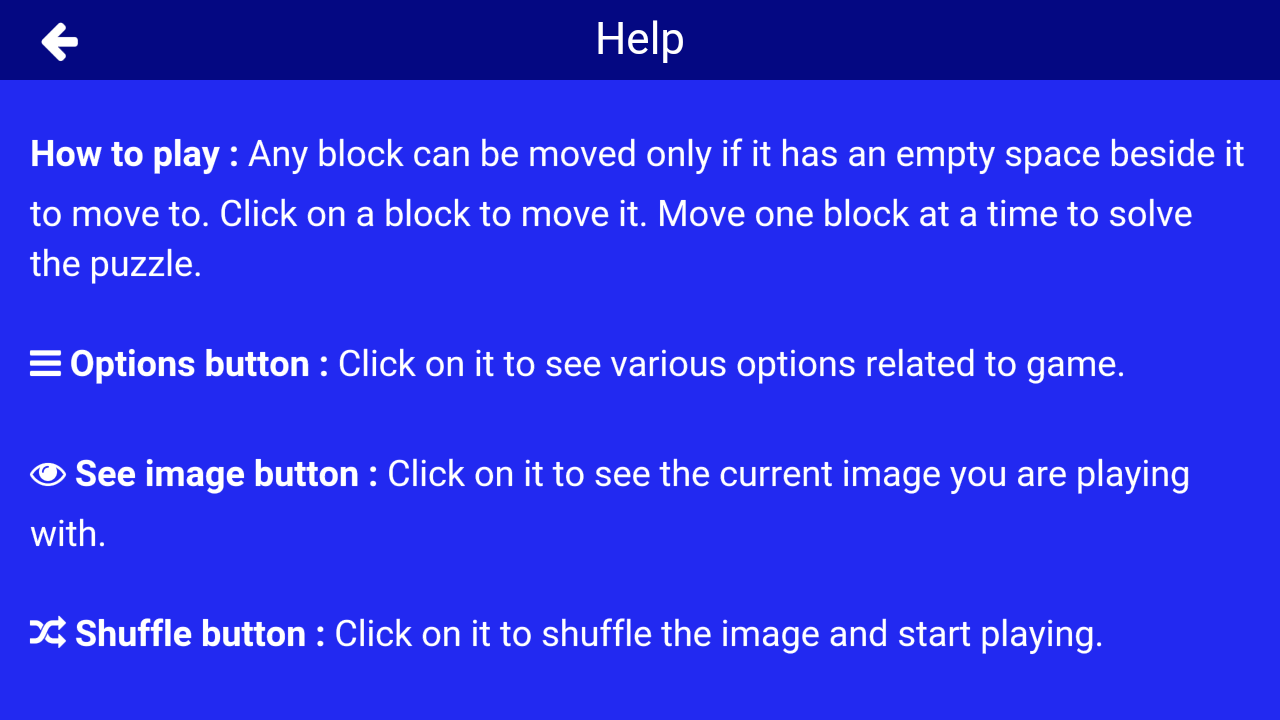 Help
How to play : Any block can be moved only if it has an empty space beside it
to move to. Click on a block to move it. Move one block at a time to solve
the puzzle.
Options button : Click on it to see various options related to game.
See image button : Click on it to see the current image you are playing
with.
Shuffle button : Click on it to shuffle the image and start playing.